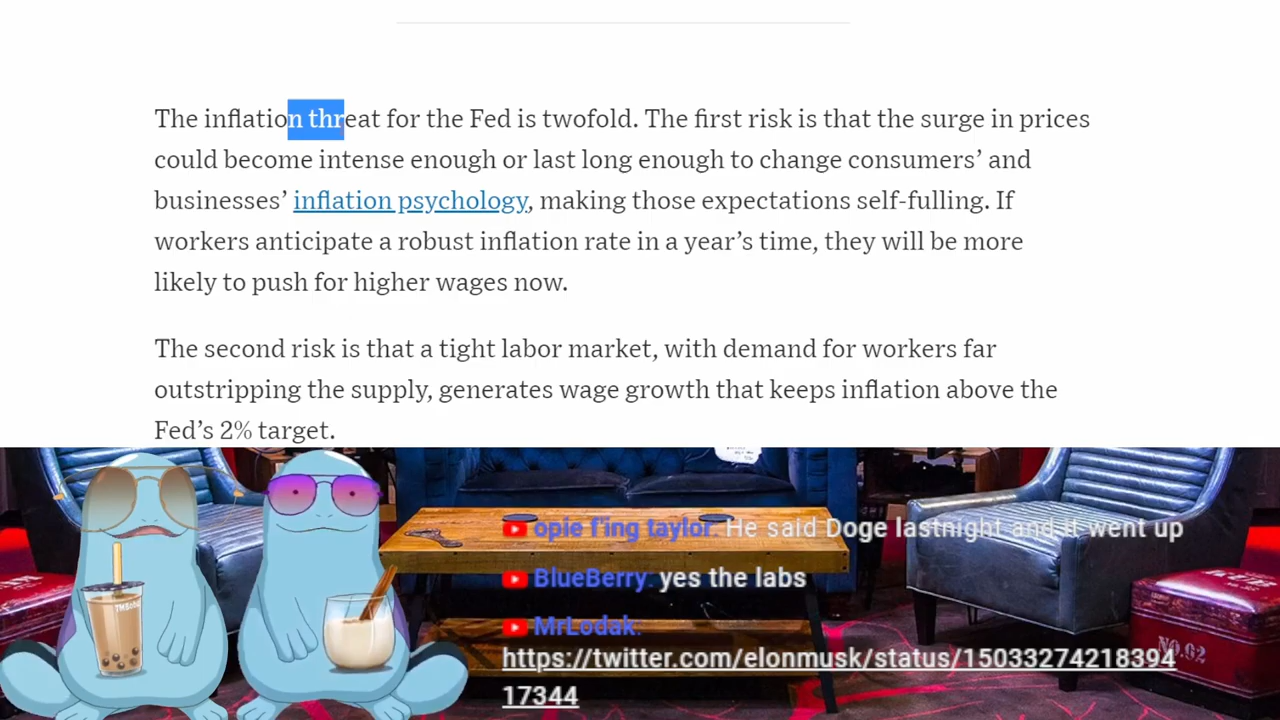 The inflation threat for the Fed is twofold. The first risk is that the surge in prices
could become intense enough or last long enough to change consumers’ and
businesses’ inflation psychology, making those expectations self-fulling. If
workers anticipate a robust inflation rate in a year’s time, they will be more
likely to push for higher wages now.
The second risk is that a tight labor market, with demand for workers far
outstripping the supply, generates wage growth that keeps inflation above the
Fed’s 2% target.
opie f'ing taylor: He said Doge lastnight and it went up
BlueBerry: yes the labs
MrLodak:
https://twitter.com/elonmusk/status/15033274218394
17344
NO.62